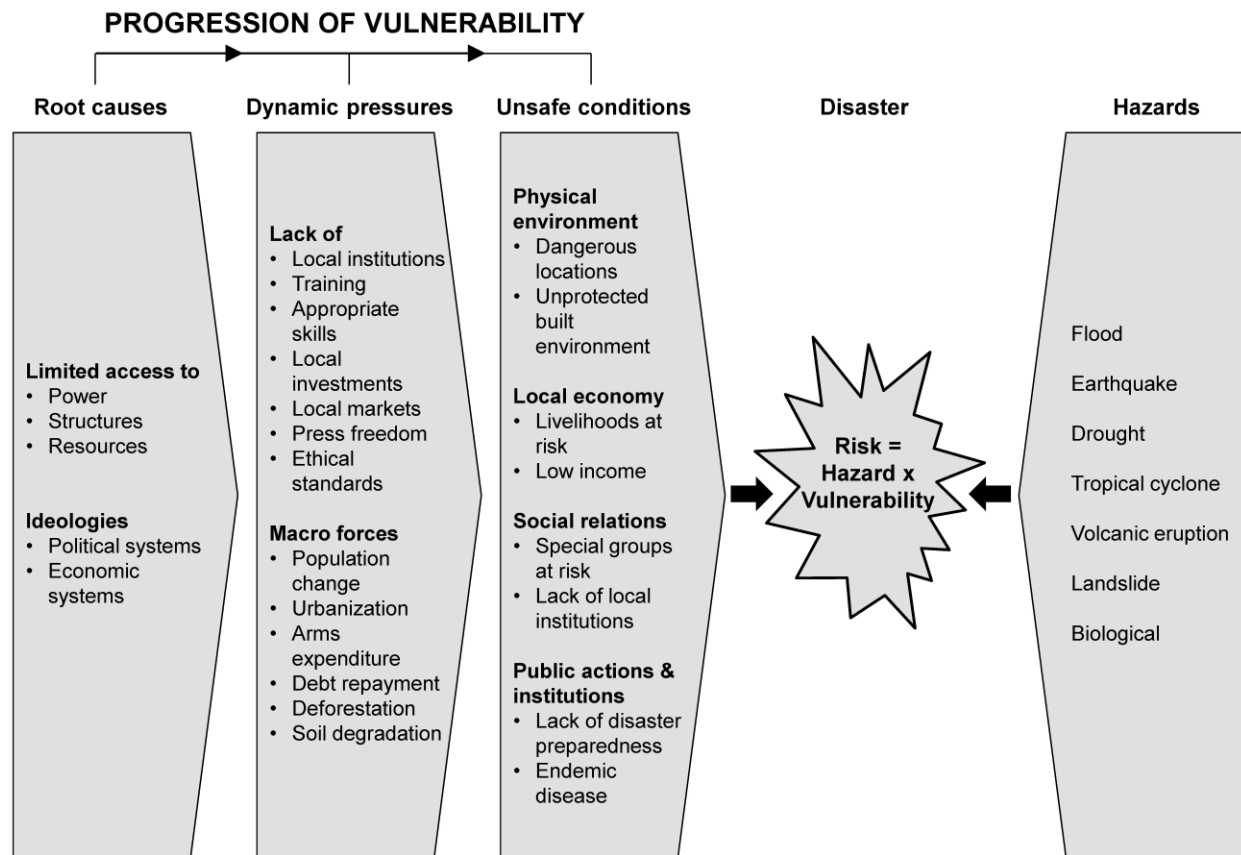 PROGRESSION OF VULNERABILITY
Root causes
Dynamic pressures
Unsafe conditions
Disaster
Hazards
Limited access to
• Power
• Structures
• Resources
Ideologies
• Political systems
• Economic
systems
Lack of
• Local institutions
• Training
• Appropriate
skills
• Local
investments
• Local markets
• Press freedom
• Ethical
standards
Macro forces
• Population
change
• Urbanization
• Arms
expenditure
• Debt repayment
• Deforestation
• Soil degradation
Physical
environment
• Dangerous
locations
• Unprotected
built
environment
Local economy
• Livelihoods at
risk
• Low income
Social relations
• Special groups
at risk
• Lack of local
institutions
Public actions &
institutions
• Lack of disaster
preparedness
• Endemic
disease
Risk =
Hazard x
Vulnerability
Flood
Earthquake
Drought
Tropical cyclone
Volcanic eruption
Landslide
Biological